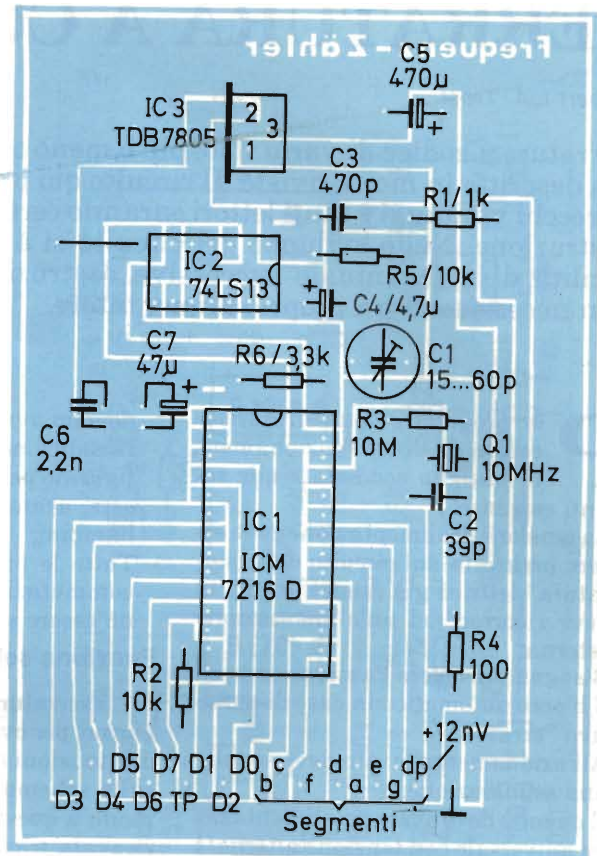 Frequenz-Zähler
C5
470µ
+
IC3
TDB7805
2
3
1
C3
470p
R1/1k
IC2
74LS13
R5/10k
+
C4/4,7µ
C7
47µ
+
R6/3,3k
C1
15...60p
C6
2,2n
R3
10M
Q1
10MHz
C2
39p
IC1
ICM
7216 D
R4
100
R2
10k
+12nV
D5 D7 D1 D0 c d e dp
b f a g
D3 D4 D6 TP D2
Segmenti